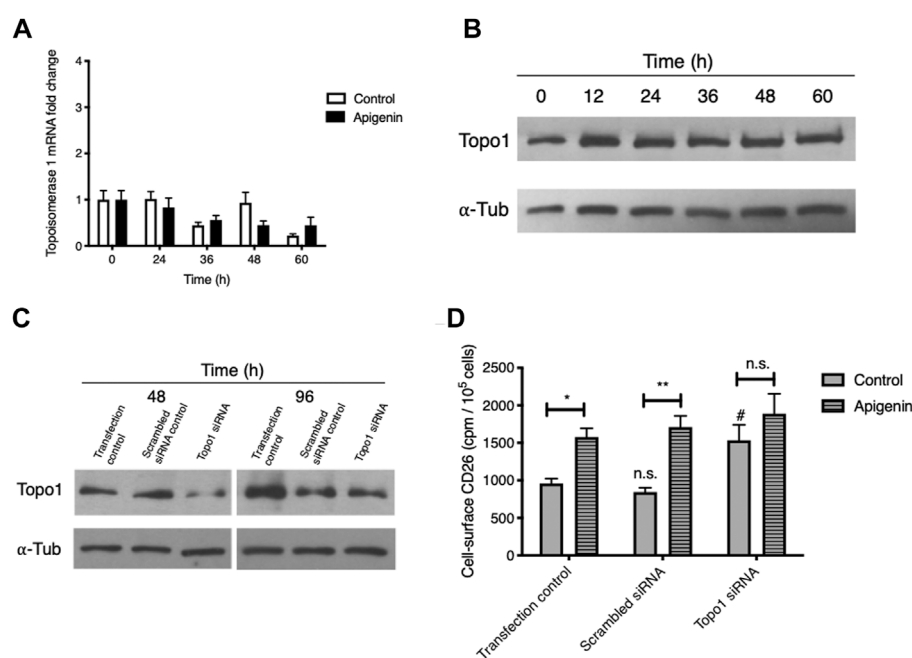 A
Topoisomerase 1 mRNA fold change
4
3
2
1
0
0 24 36 48 60
Time (h)
Control
Apigenin
B
Time (h)
0 12 24 36 48 60
Topo1
α-Tub
C
Time (h)
48 96
Transfection
control
Scrambled
siRNA control
Topo1 siRNA
Transfection
control
Scrambled
siRNA control
Topo1 siRNA
Topo1
α-Tub
D
Cell-surface CD26 (cpm / 10⁵ cells)
2500
2000
1500
1000
500
0
*
n.s.
**
#
n.s.
Control
Apigenin
Transfection control
Scrambled siRNA
Topo1 siRNA